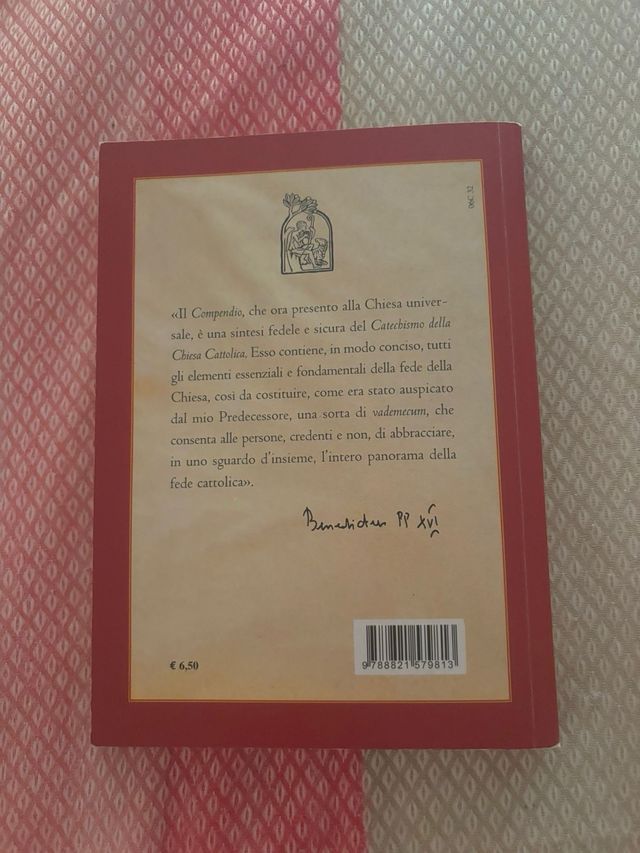 06C 32
«Il Compendio, che ora presento alla Chiesa univer-
sale, è una sintesi fedele e sicura del Catechismo della
Chiesa Cattolica. Esso contiene, in modo conciso, tutti
gli elementi essenziali e fondamentali della fede della
Chiesa, così da costituire, come era stato auspicato
dal mio Predecessore, una sorta di vademecum, che
consenta alle persone, credenti e non, di abbracciare,
in uno sguardo d'insieme, l'intero panorama della
fede cattolica».
Benedictus PP XVI
€ 6,50
9 788821 579813